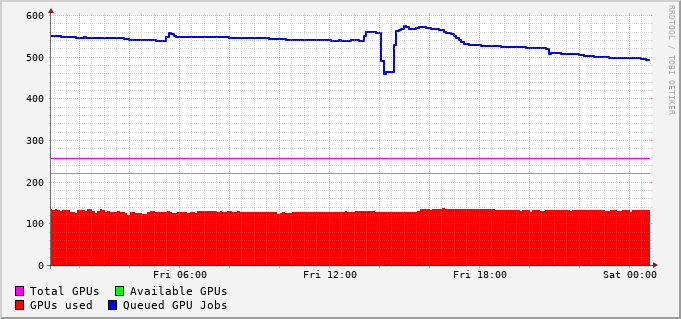 600
500
400
300
200
100
0
Fri 06:00 Fri 12:00 Fri 18:00 Sat 00:00
Total GPUs Available GPUs
GPUs used Queued GPU Jobs
RRDTOOL / TOBI OETIKER